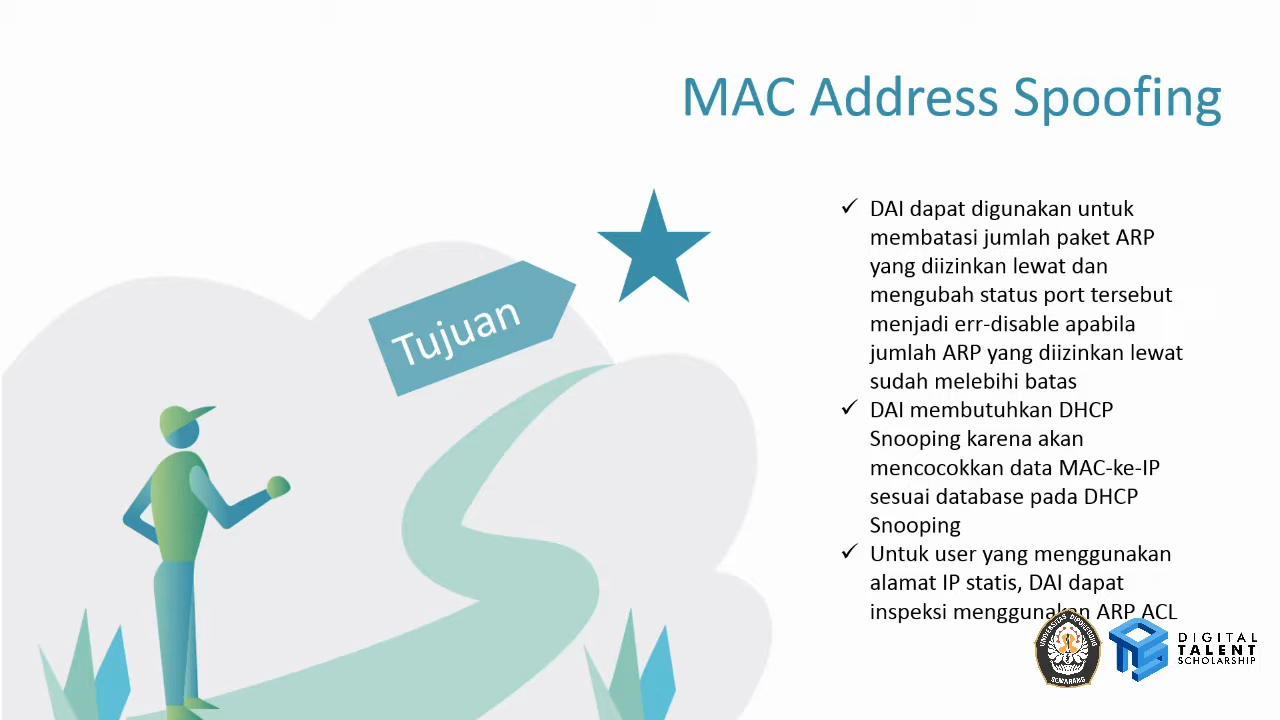 MAC Address Spoofing
Tujuan
✓ DAI dapat digunakan untuk
membatasi jumlah paket ARP
yang diizinkan lewat dan
mengubah status port tersebut
menjadi err-disable apabila
jumlah ARP yang diizinkan lewat
sudah melebihi batas
✓ DAI membutuhkan DHCP
Snooping karena akan
mencocokkan data MAC-ke-IP
sesuai database pada DHCP
Snooping
✓ Untuk user yang menggunakan
alamat IP statis, DAI dapat
inspeksi menggunakan ARP ACL
UNIVERSITAS DIPONEGORO
SEMARANG
DIGITAL
TALENT
SCHOLARSHIP